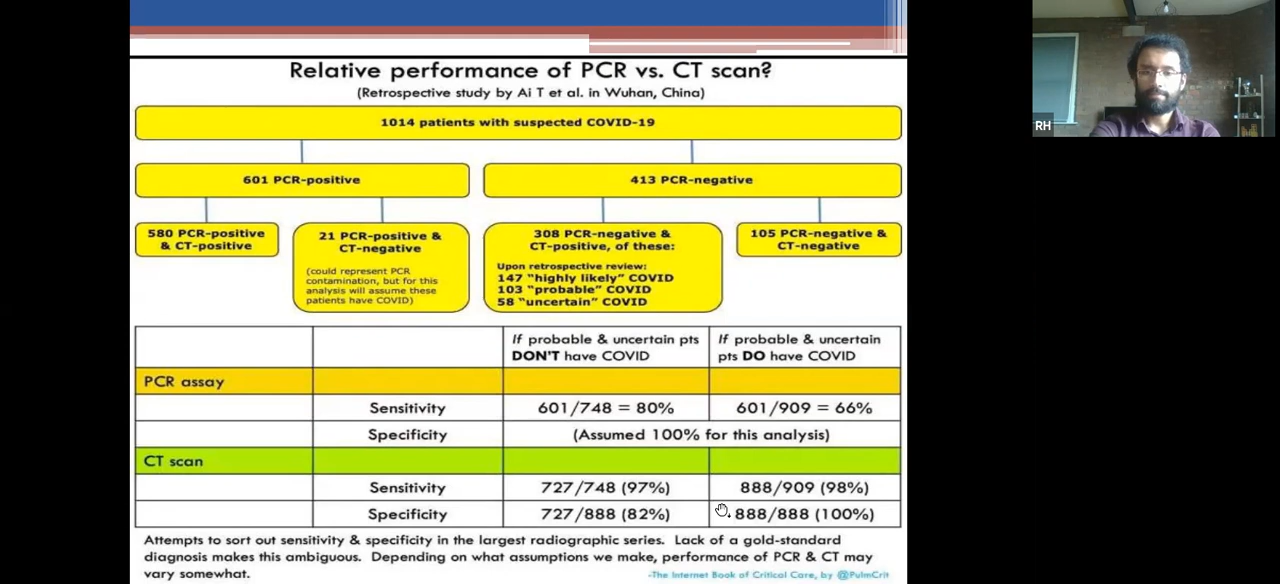 Relative performance of PCR vs. CT scan?
(Retrospective study by Ai T et al. in Wuhan, China)
1014 patients with suspected COVID-19
601 PCR-positive
413 PCR-negative
580 PCR-positive
& CT-positive
21 PCR-positive &
CT-negative
(could represent PCR
contamination, but for this
analysis will assume these
patients have COVID)
308 PCR-negative &
CT-positive, of these:
Upon retrospective review:
147 "highly likely" COVID
103 "probable" COVID
58 "uncertain" COVID
105 PCR-negative &
CT-negative
If probable & uncertain pts
DON'T have COVID
If probable & uncertain
pts DO have COVID
PCR assay
Sensitivity
601/748 = 80%
601/909 = 66%
Specificity
(Assumed 100% for this analysis)
CT scan
Sensitivity
727/748 (97%)
888/909 (98%)
Specificity
727/888 (82%)
888/888 (100%)
Attempts to sort out sensitivity & specificity in the largest radiographic series. Lack of a gold-standard
diagnosis makes this ambiguous. Depending on what assumptions we make, performance of PCR & CT may
vary somewhat.
-The Internet Book of Critical Care, by @PulmCrit
RH